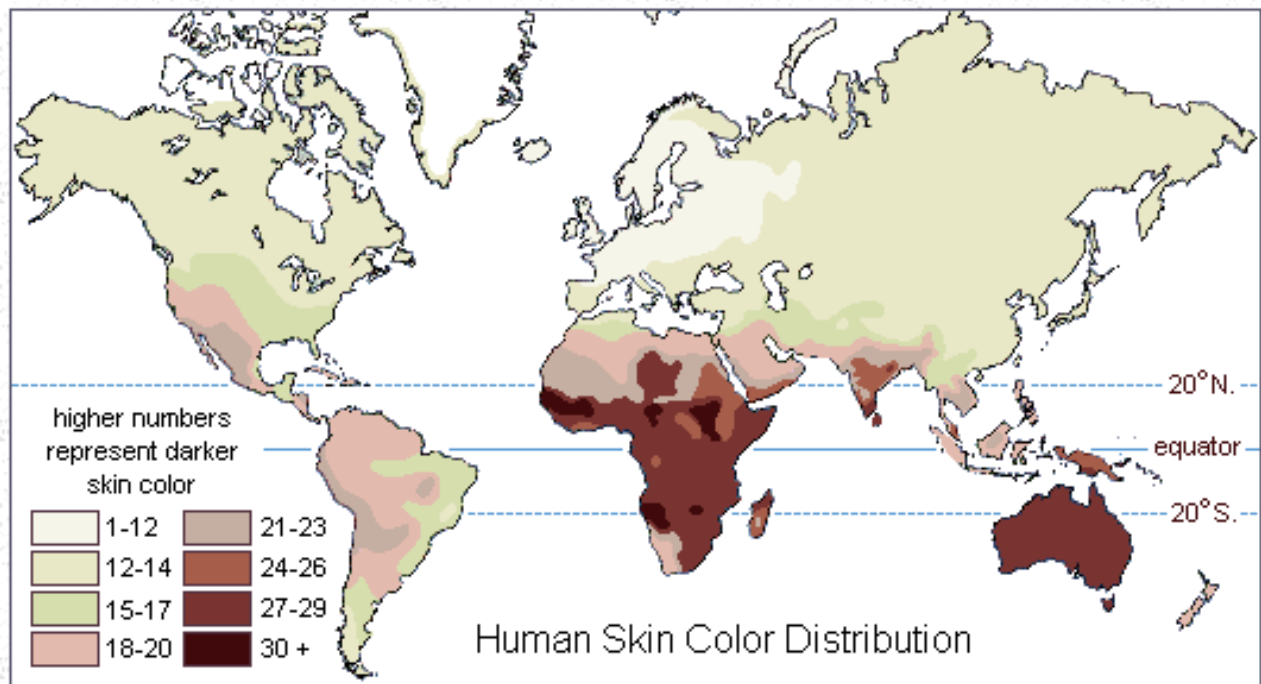 20°N.
higher numbers
represent darker
skin color
equator
20°S.
1-12
21-23
12-14
24-26
15-17
27-29
18-20
30 +
Human Skin Color Distribution